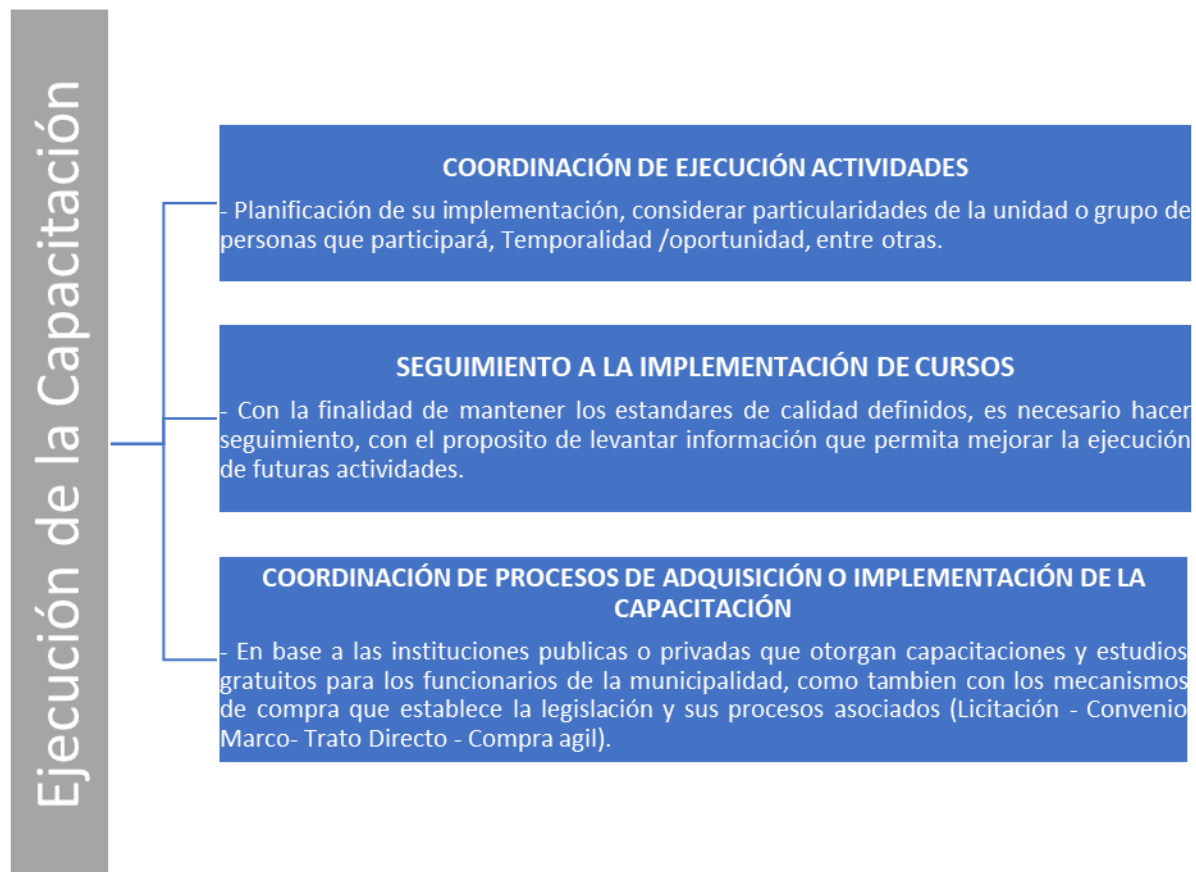 Ejecución de la Capacitación
COORDINACIÓN DE EJECUCIÓN ACTIVIDADES
- Planificación de su implementación, considerar particularidades de la unidad o grupo de
personas que participará, Temporalidad /oportunidad, entre otras.
SEGUIMIENTO A LA IMPLEMENTACIÓN DE CURSOS
- Con la finalidad de mantener los estandares de calidad definidos, es necesario hacer
seguimiento, con el proposito de levantar información que permita mejorar la ejecución
de futuras actividades.
COORDINACIÓN DE PROCESOS DE ADQUISICIÓN O IMPLEMENTACIÓN DE LA
CAPACITACIÓN
- En base a las instituciones publicas o privadas que otorgan capacitaciones y estudios
gratuitos para los funcionarios de la municipalidad, como tambien con los mecanismos
de compra que establece la legislación y sus procesos asociados (Licitación - Convenio
Marco- Trato Directo - Compra agil).